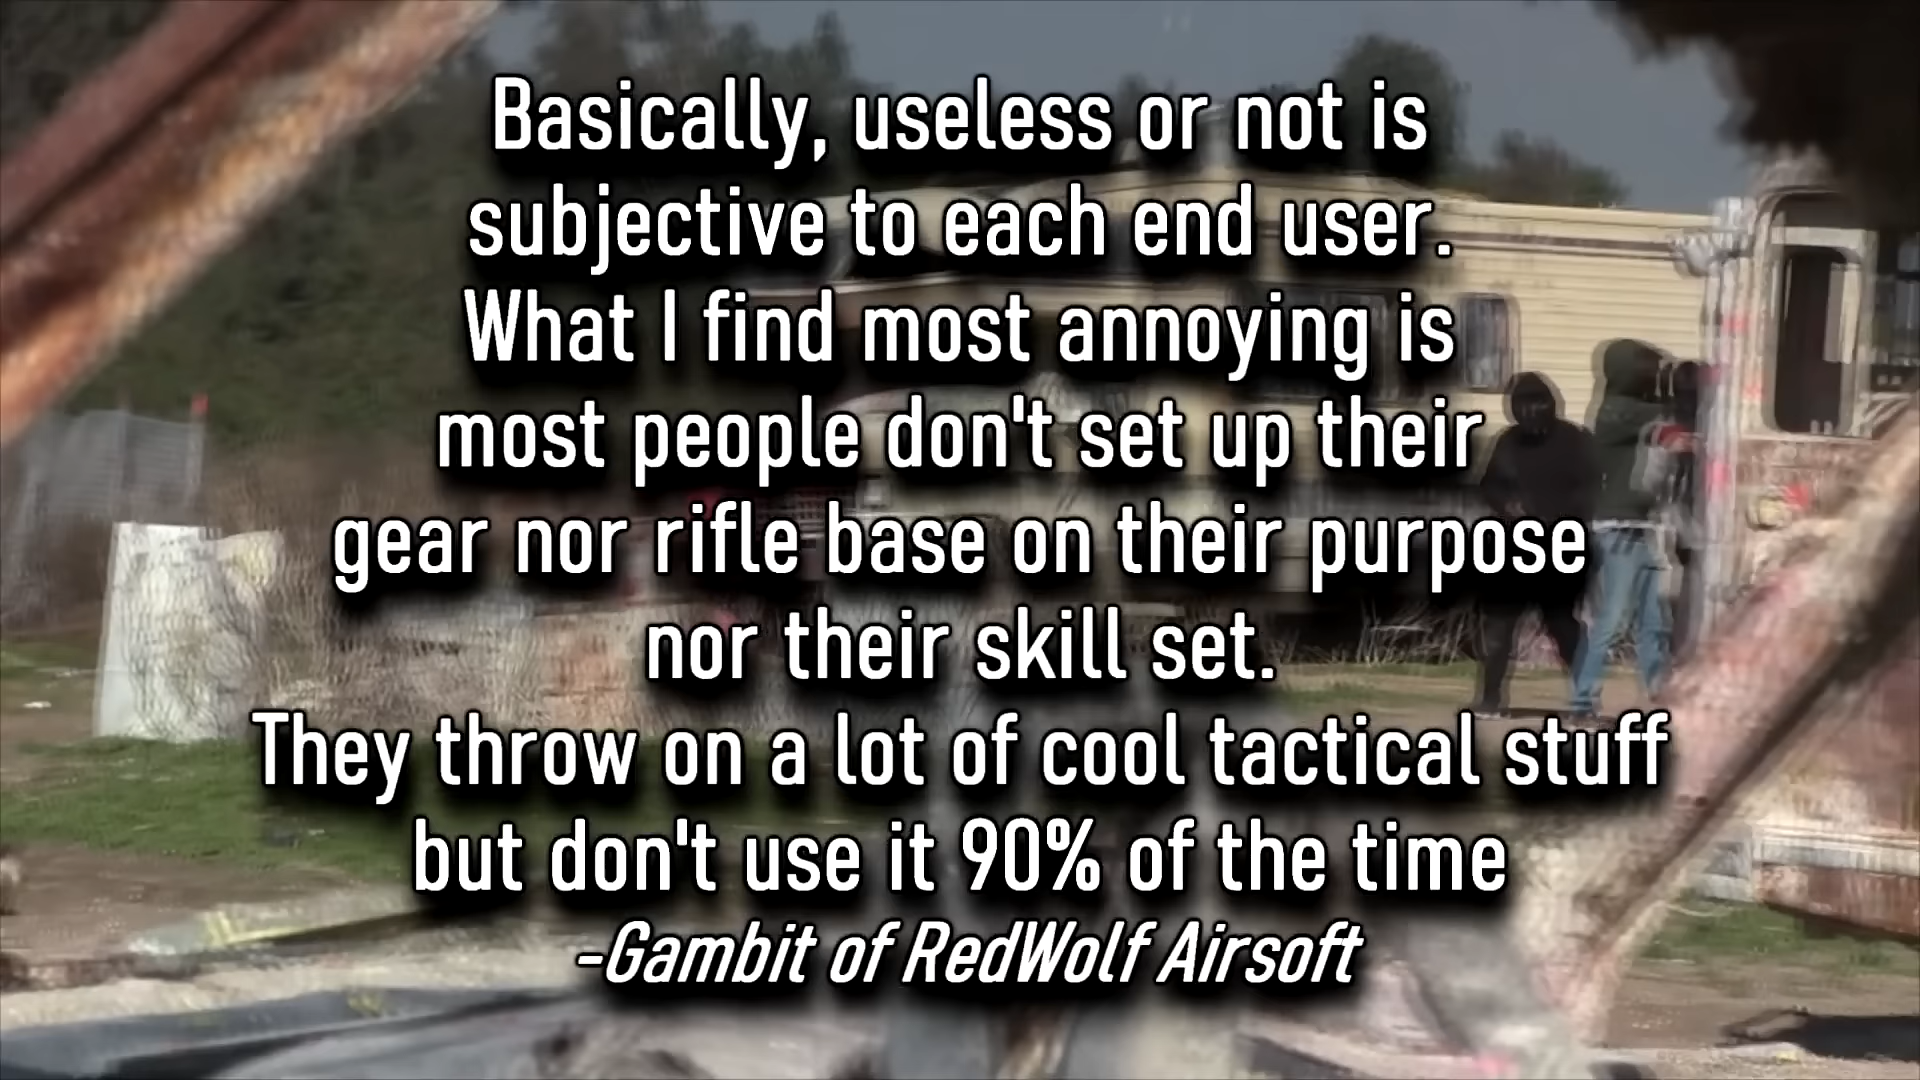 Basically, useless or not is
subjective to each end user.
What I find most annoying is
most people don't set up their
gear nor rifle base on their purpose
nor their skill set.
They throw on a lot of cool tactical stuff
but don't use it 90% of the time
-Gambit of RedWolf Airsoft